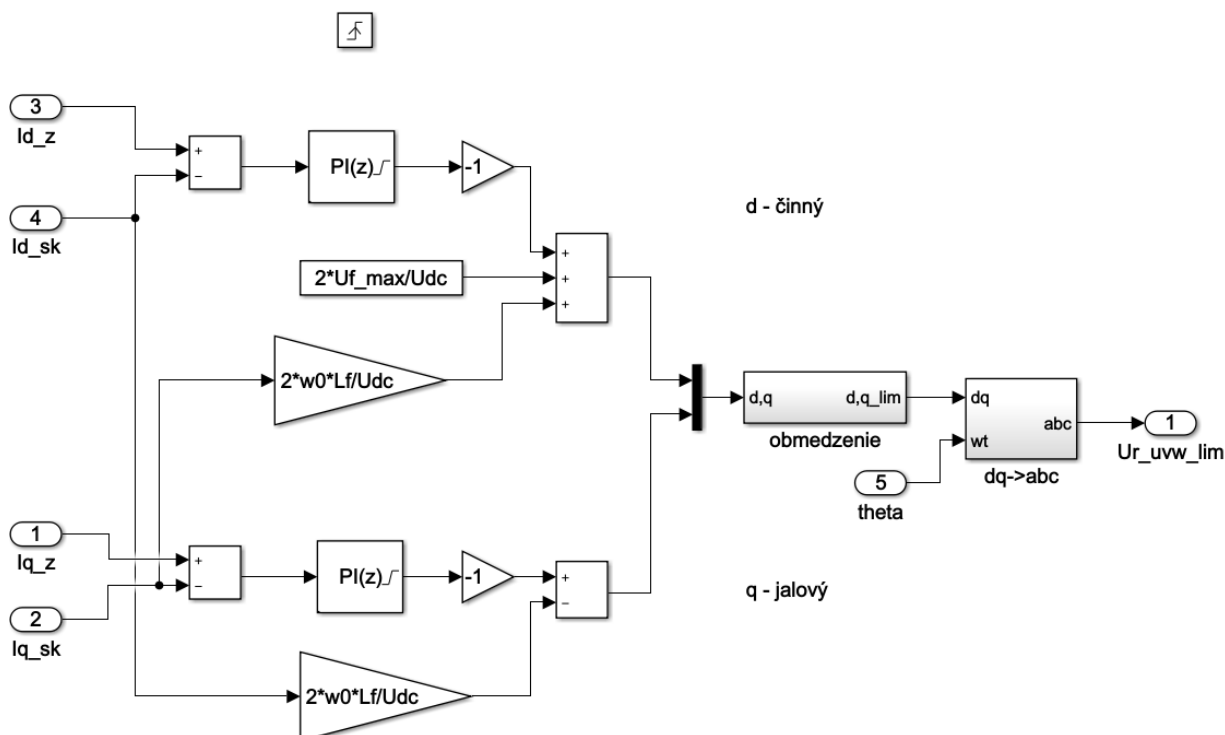 3
Id_z
+
−
PI(z)
-1
4
Id_sk
d - činný
2*Uf_max/Udc
+
+
+
2*w0*Lf/Udc
d,q
d,q_lim
obmedzenie
dq
wt
abc
dq->abc
1
Ur_uvw_lim
5
theta
1
Iq_z
+
−
PI(z)
-1
+
−
2
Iq_sk
q - jalový
2*w0*Lf/Udc